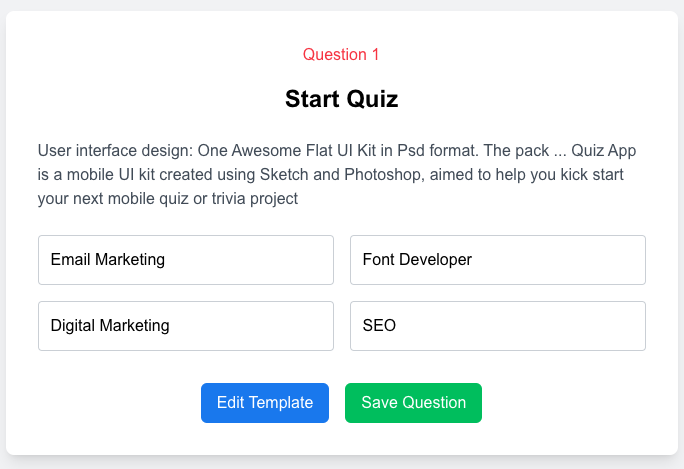 Question 1
Start Quiz
User interface design: One Awesome Flat UI Kit in Psd format. The pack ... Quiz App
is a mobile UI kit created using Sketch and Photoshop, aimed to help you kick start
your next mobile quiz or trivia project
Email Marketing
Font Developer
Digital Marketing
SEO
Edit Template
Save Question